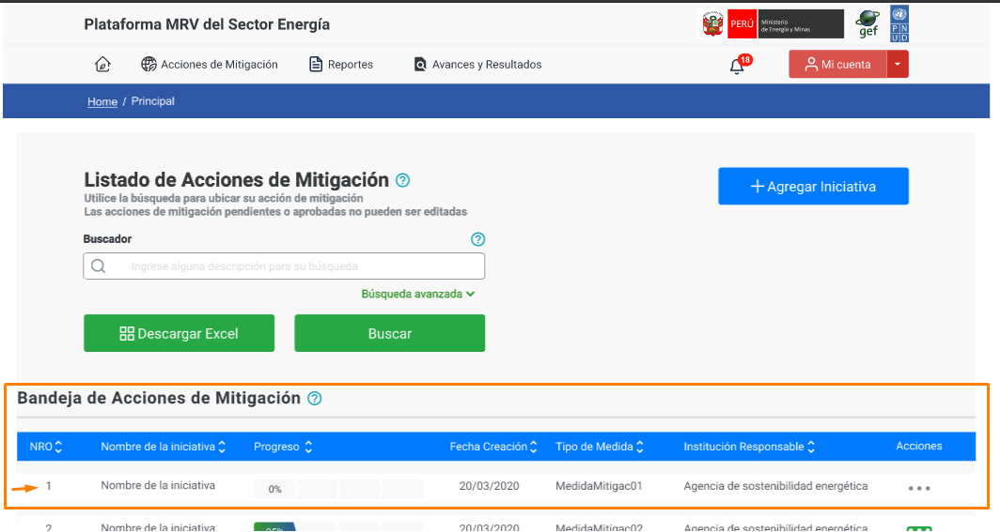 Plataforma MRV del Sector Energía
PERÚ
Ministerio
de Energía y Minas
gef
PN
UD
Acciones de Mitigación
Reportes
Avances y Resultados
18
Mi cuenta
Home / Principal
Listado de Acciones de Mitigación ?
Utilice la búsqueda para ubicar su acción de mitigación
Las acciones de mitigación pendientes o aprobadas no pueden ser editadas
+ Agregar Iniciativa
Buscador ?
Ingrese alguna descripción para su búsqueda
Búsqueda avanzada
Descargar Excel
Buscar
Bandeja de Acciones de Mitigación ?
NRO Nombre de la iniciativa Progreso Fecha Creación Tipo de Medida Institución Responsable Acciones
1 Nombre de la iniciativa 0% 20/03/2020 MedidaMitigac01 Agencia de sostenibilidad energética
2 Nombre de la iniciativa 25% 20/03/2020 MedidaMitigac02 Agencia de sostenibilidad energética